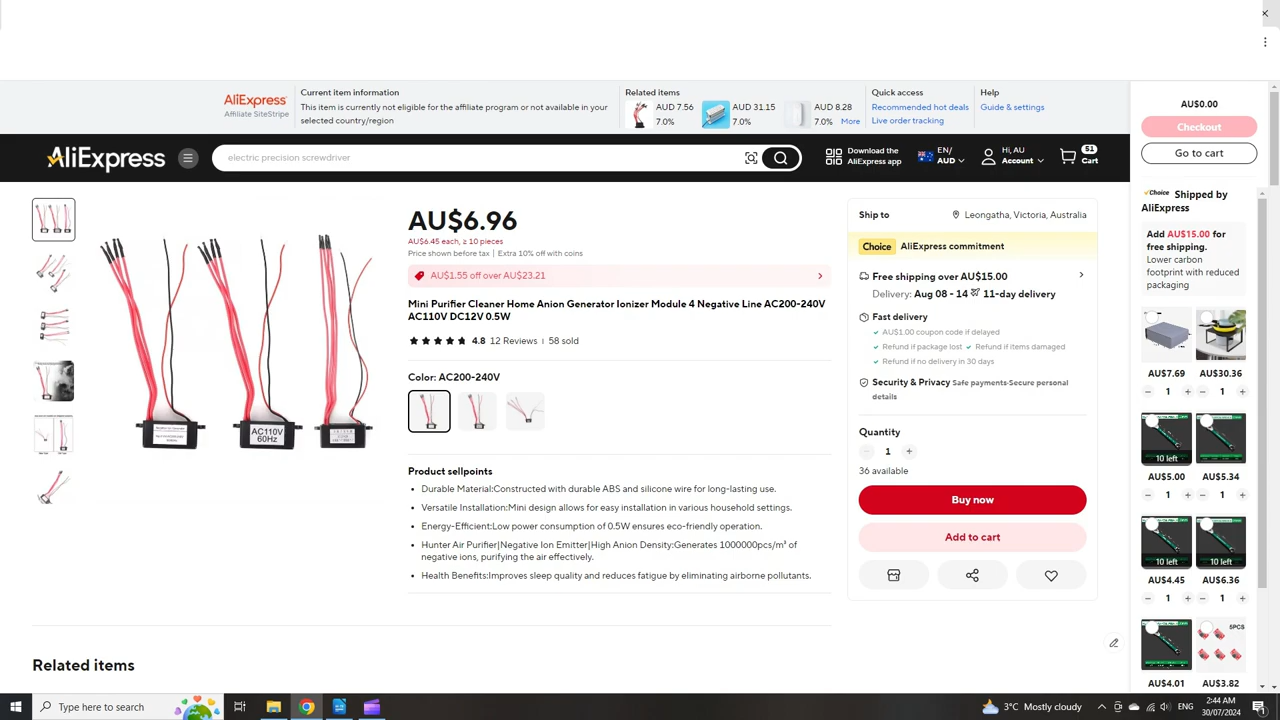 AliExpress
Affiliate SiteStripe
Current item information
This item is currently not eligible for the affiliate program or not available in your
selected country/region
Related items
AUD 7.56
7.0%
AUD 31.15
7.0%
AUD 8.28
7.0%
More
Quick access
Recommended hot deals
Live order tracking
Help
Guide & settings
AliExpress
electric precision screwdriver
Download the
AliExpress app
EN/
AUD
Hi, AU
Account
51
Cart
AU$6.96
AU$6.45 each, ≥ 10 pieces
Price shown before tax | Extra 10% off with coins
AU$1.55 off over AU$23.21
Mini Purifier Cleaner Home Anion Generator Ionizer Module 4 Negative Line AC200-240V
AC110V DC12V 0.5W
4.8 12 Reviews | 58 sold
Color: AC200-240V
AC110V
60Hz
Product sellpoints
• Durable Material:Constructed with durable ABS and silicone wire for long-lasting use.
• Versatile Installation:Mini design allows for easy installation in various household settings.
• Energy-Efficient:Low power consumption of 0.5W ensures eco-friendly operation.
• Hunter Air Purifier|Negative Ion Emitter|High Anion Density:Generates 1000000pcs/m³ of
negative ions, purifying the air effectively.
• Health Benefits:Improves sleep quality and reduces fatigue by eliminating airborne pollutants.
Related items
Ship to
Leongatha, Victoria, Australia
Choice AliExpress commitment
Free shipping over AU$15.00
Delivery: Aug 08 - 14 11-day delivery
Fast delivery
AU$1.00 coupon code if delayed
Refund if package lost Refund if items damaged
Refund if no delivery in 30 days
Security & Privacy Safe payments·Secure personal
details
Quantity
− 1 +
36 available
Buy now
Add to cart
AU$0.00
Checkout
Go to cart
Choice Shipped by
AliExpress
Add AU$15.00 for
free shipping.
Lower carbon
footprint with reduced
packaging
AU$7.69 AU$30.36
− 1 + − 1 +
10 left
AU$5.00 AU$5.34
− 1 + − 1 +
10 left 10 left
AU$4.45 AU$6.36
− 1 + − 1 +
5PCS
AU$4.01 AU$3.82
Type here to search
3°C Mostly cloudy
ENG
2:44 AM
30/07/2024
1